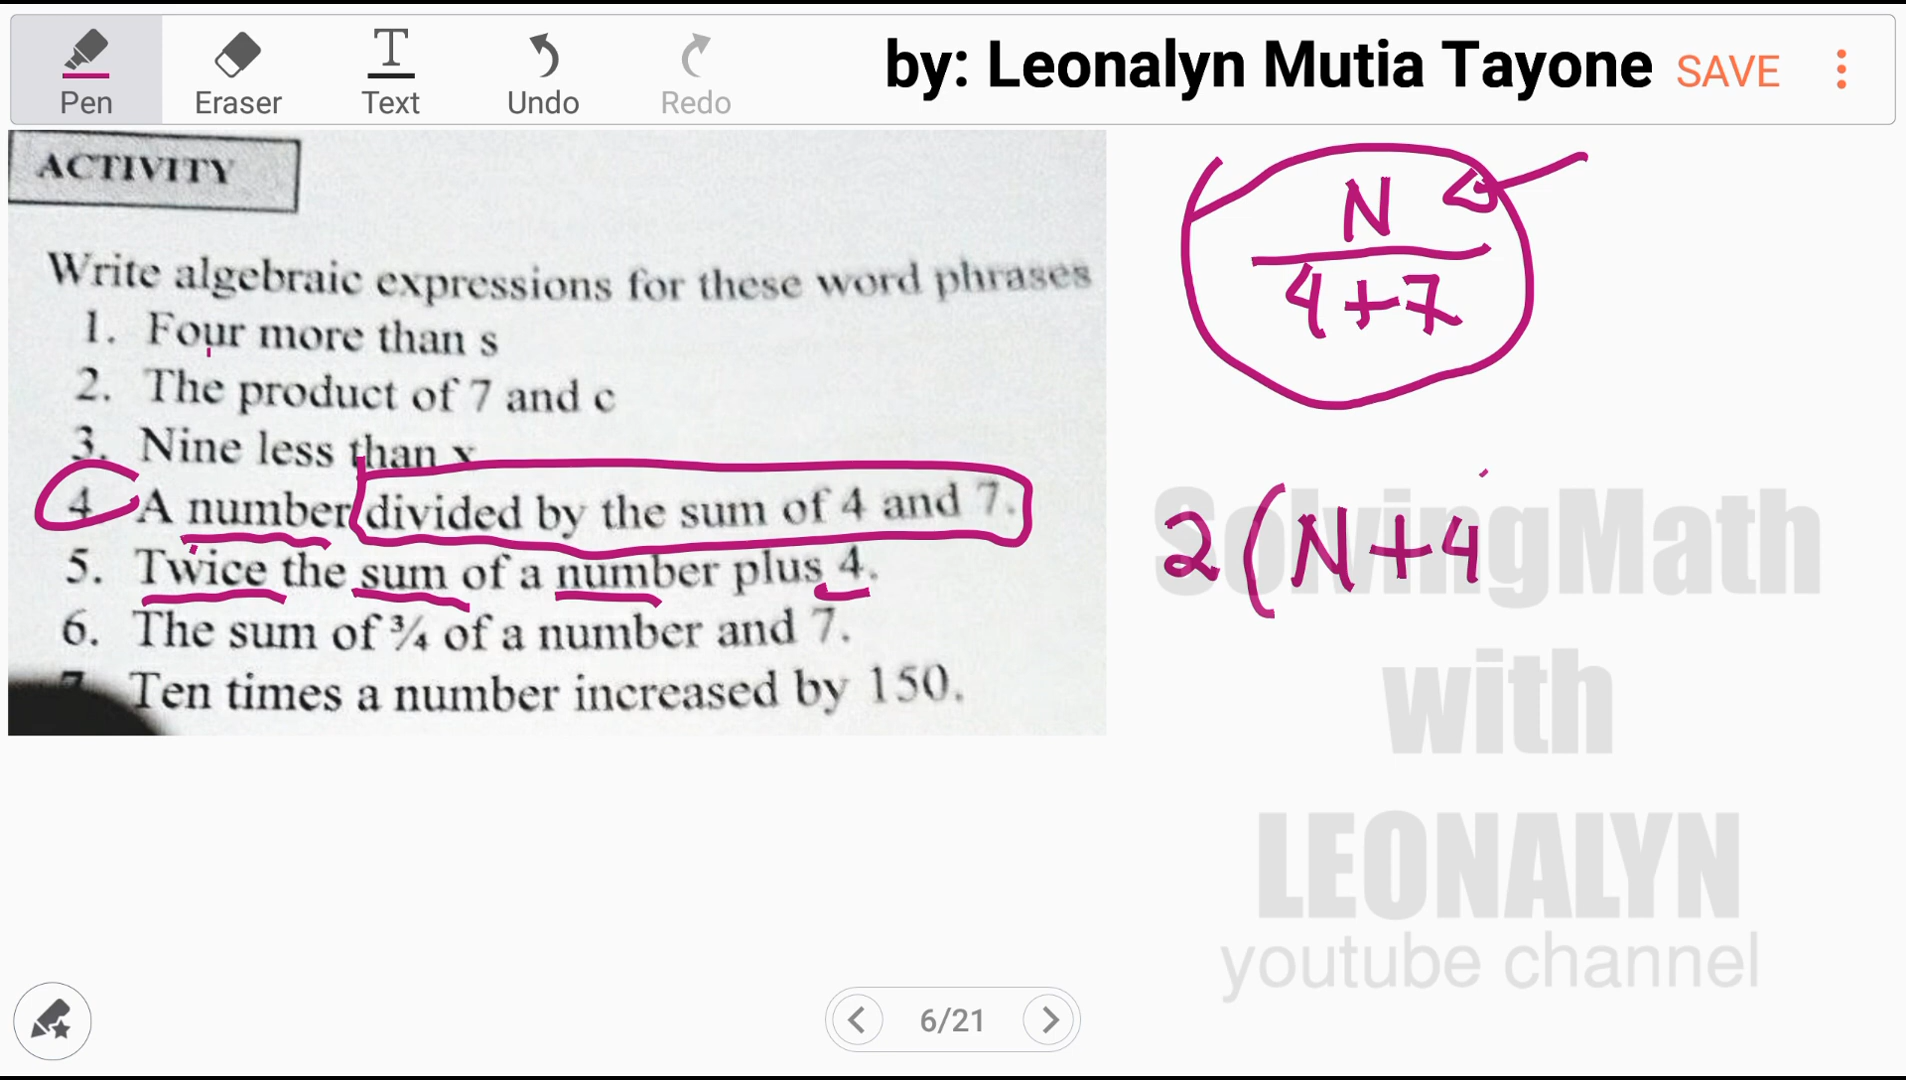 Pen
Eraser
Text
Undo
Redo
by: Leonalyn Mutia Tayone
SAVE
ACTIVITY
Write algebraic expressions for these word phrases
1. Four more than s
2. The product of 7 and c
3. Nine less than x
4. A number divided by the sum of 4 and 7.
5. Twice the sum of a number plus 4.
6. The sum of ¾ of a number and 7.
7. Ten times a number increased by 150.
N
4+7
2(N+4
SolvingMath
with
LEONALYN
youtube channel
6/21